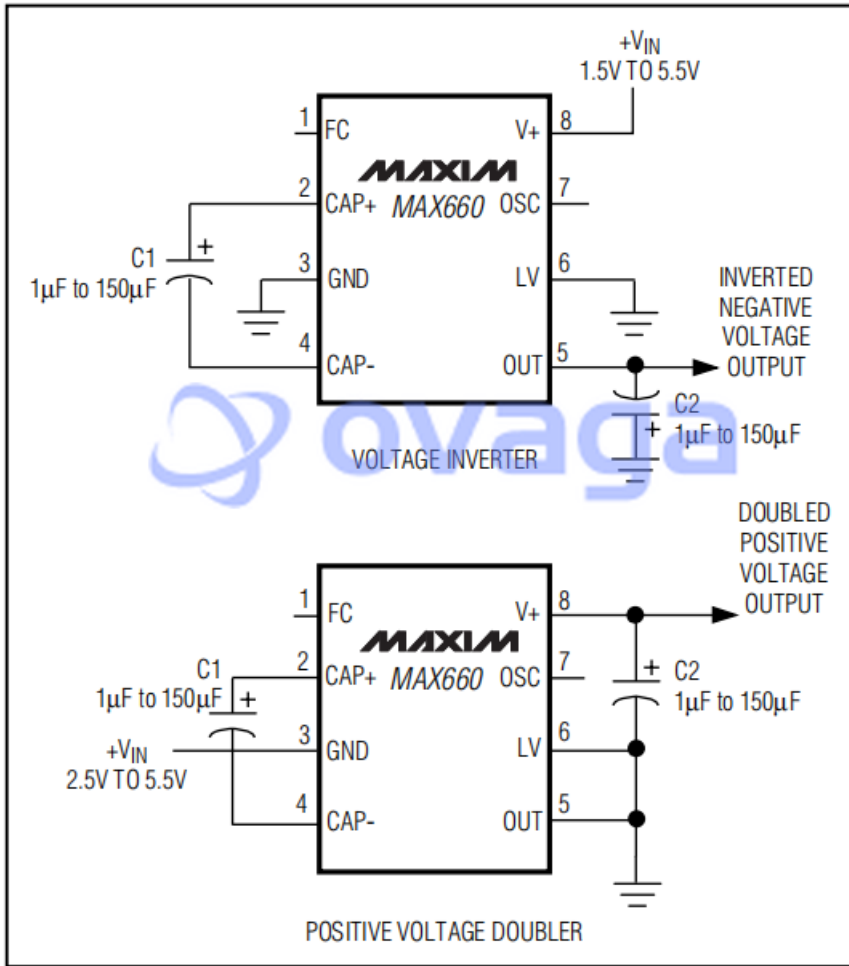 +VIN
1.5V TO 5.5V
1
FC
V+
8
MAXIM
2
CAP+
MAX660
OSC
7
C1
+
1µF to 150µF
3
GND
LV
6
INVERTED
NEGATIVE
VOLTAGE
OUTPUT
4
CAP-
OUT
5
C2
+
1µF to 150µF
ovaga
VOLTAGE INVERTER
DOUBLED
POSITIVE
VOLTAGE
OUTPUT
1
FC
V+
8
MAXIM
2
CAP+
MAX660
OSC
7
C1
1µF to 150µF
+
+
C2
1µF to 150µF
+VIN
2.5V TO 5.5V
3
GND
LV
6
4
CAP-
OUT
5
POSITIVE VOLTAGE DOUBLER